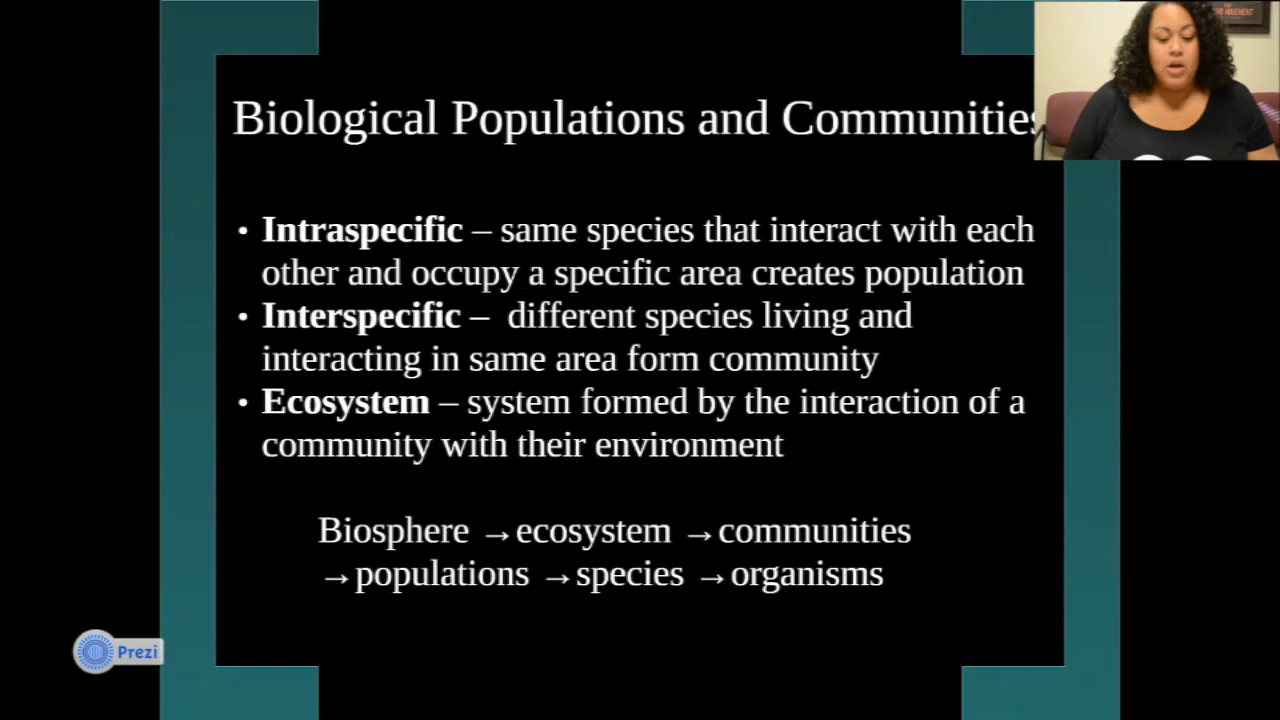 Biological Populations and Communities
• Intraspecific – same species that interact with each
other and occupy a specific area creates population
• Interspecific – different species living and
interacting in same area form community
• Ecosystem – system formed by the interaction of a
community with their environment
Biosphere →ecosystem →communities
→populations →species →organisms
Prezi